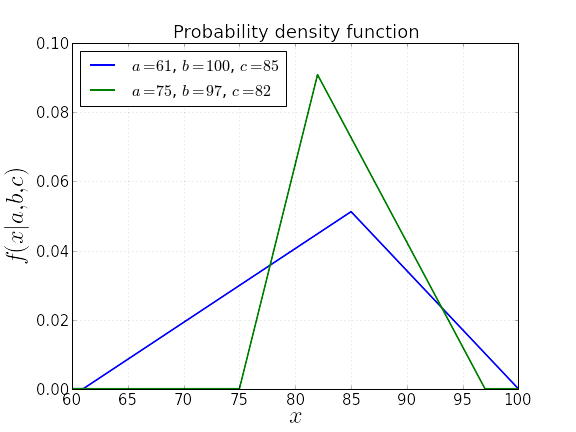 Probability density function
0.10
a=61, b=100, c=85
a=75, b=97, c=82
0.08
0.06
f(x|a,b,c)
0.04
0.02
0.00
60 65 70 75 80 85 90 95 100
x